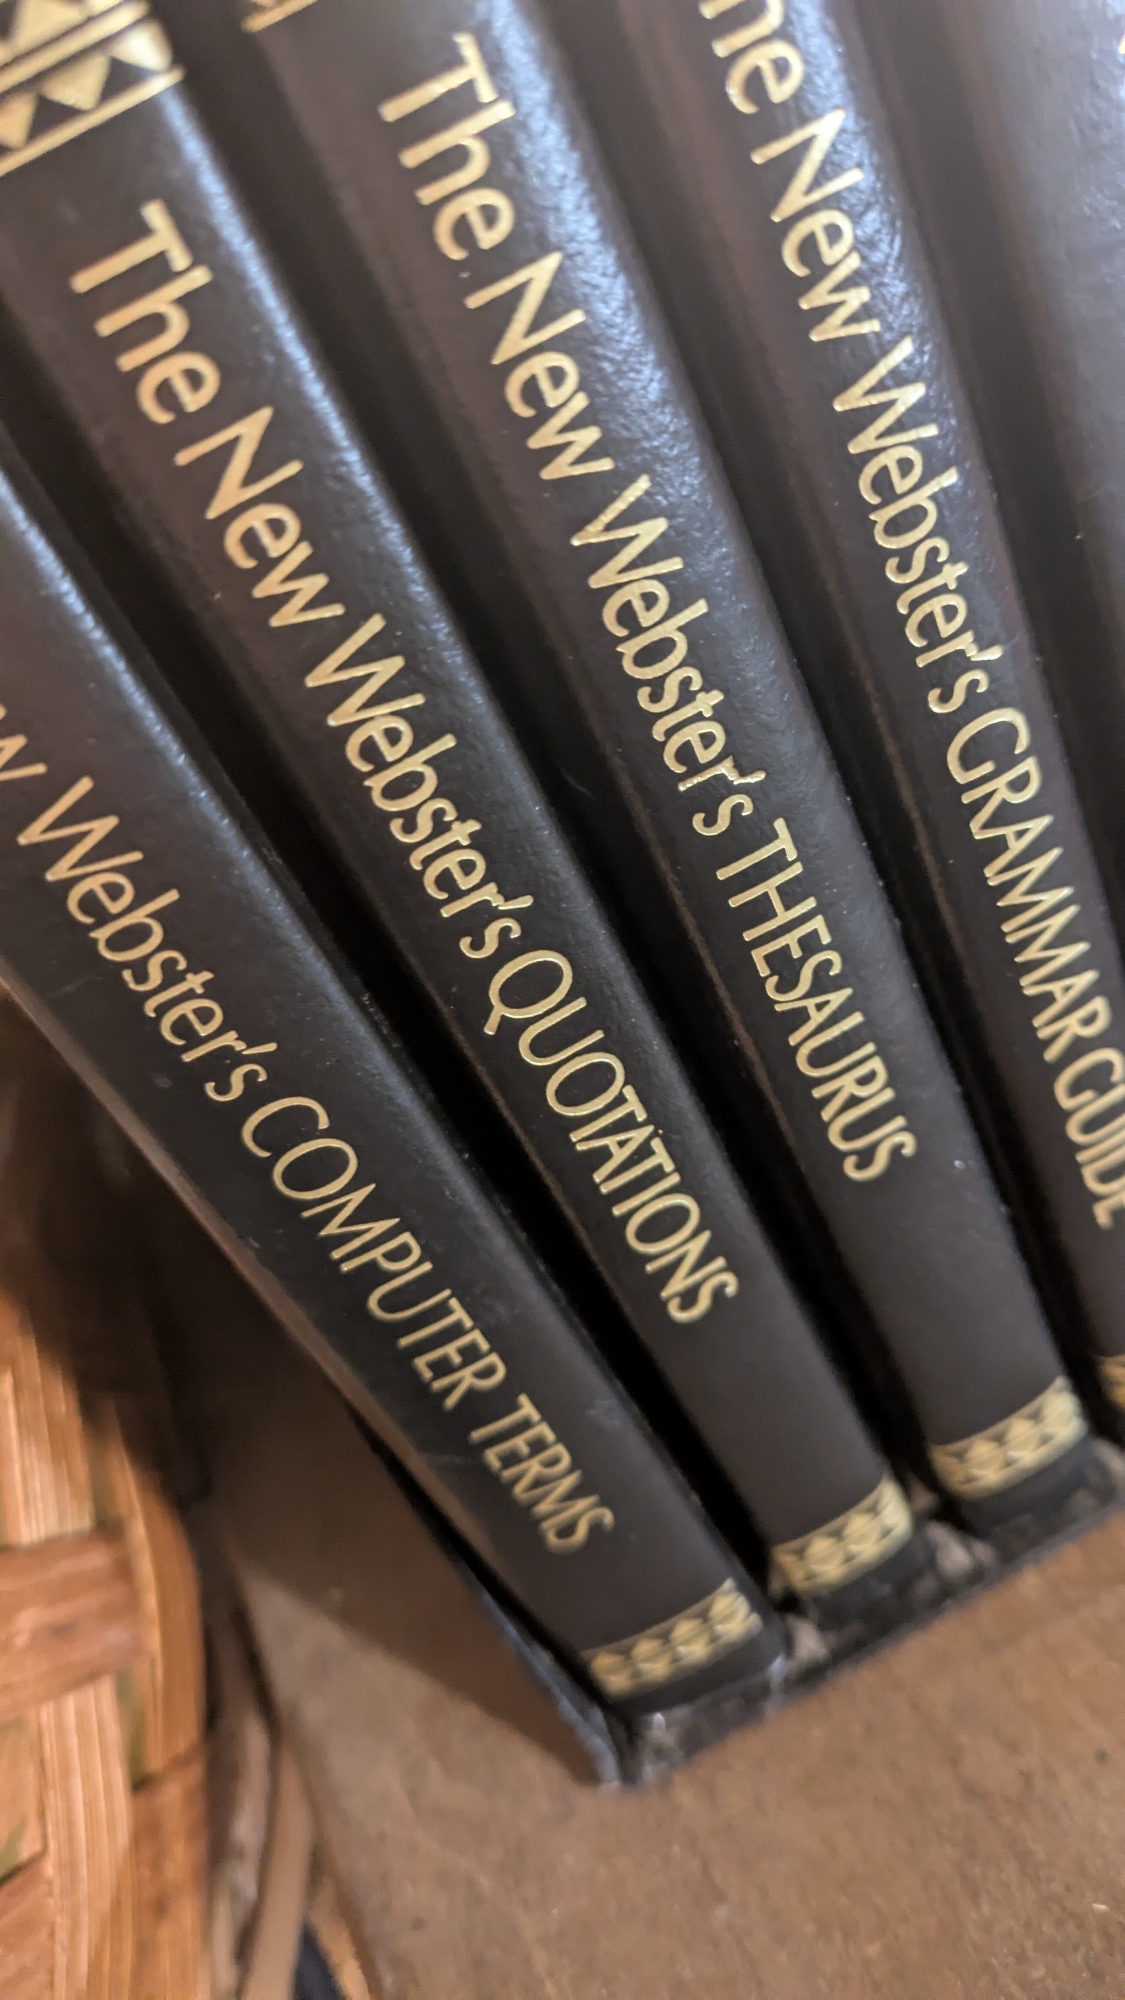 w Webster's COMPUTER TERMS
The New Webster's QUOTATIONS
The New Webster's THESAURUS
he New Webster's GRAMMAR GUIDE